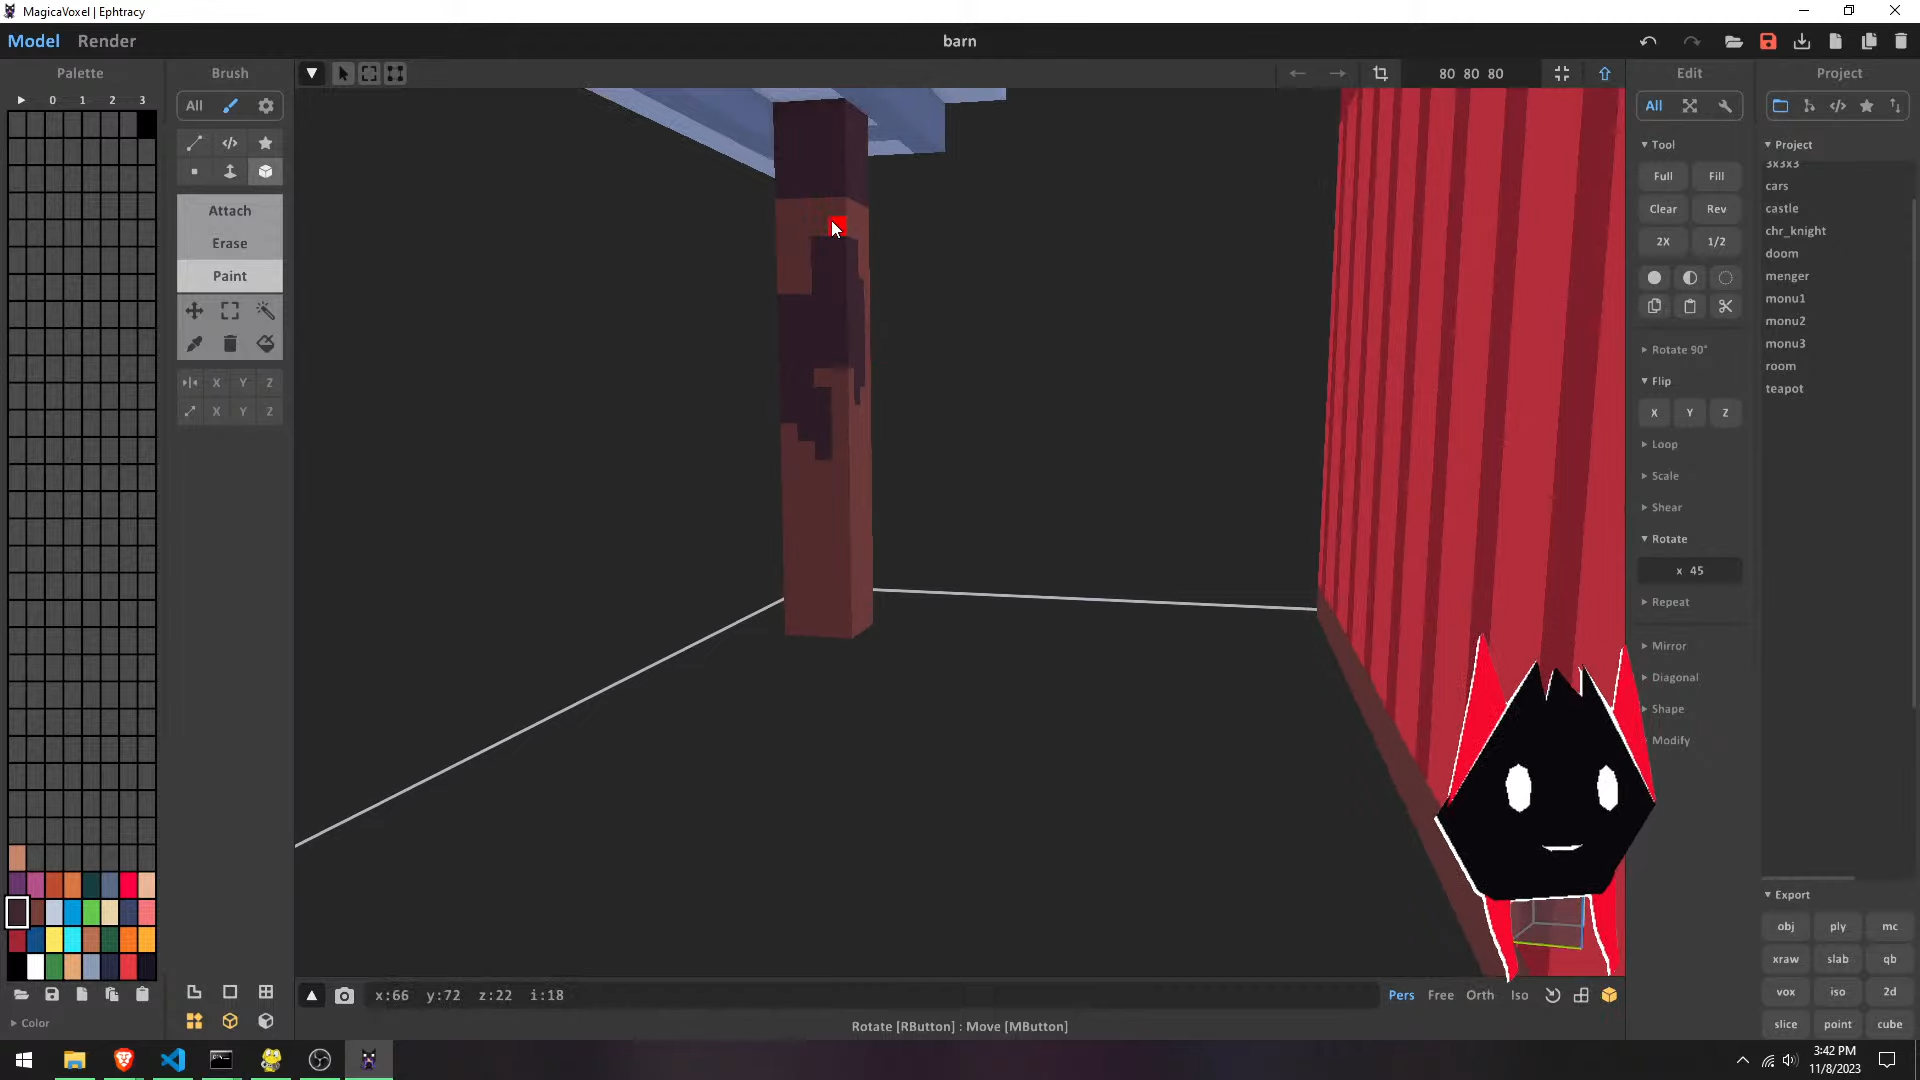 MagicaVoxel | Ephtracy
Model Render
barn
Palette
Brush
80 80 80
Edit
Project
0 1 2 3
All
All
Tool
Project
3x3x3
Full Fill
cars
Attach
Clear Rev
castle
Erase
2X 1/2
chr_knight
doom
Paint
menger
monu1
monu2
Rotate 90°
monu3
X Y Z
Flip
room
X Y Z
X Y Z
teapot
Loop
Scale
Shear
Rotate
x 45
Repeat
Mirror
Diagonal
Shape
Modify
Export
obj ply mc
xraw slab qb
x:66 y:72 z:22 i:18
Pers Free Orth Iso
vox iso 2d
Color
Rotate [RButton] : Move [MButton]
slice point cube
3:42 PM
11/8/2023